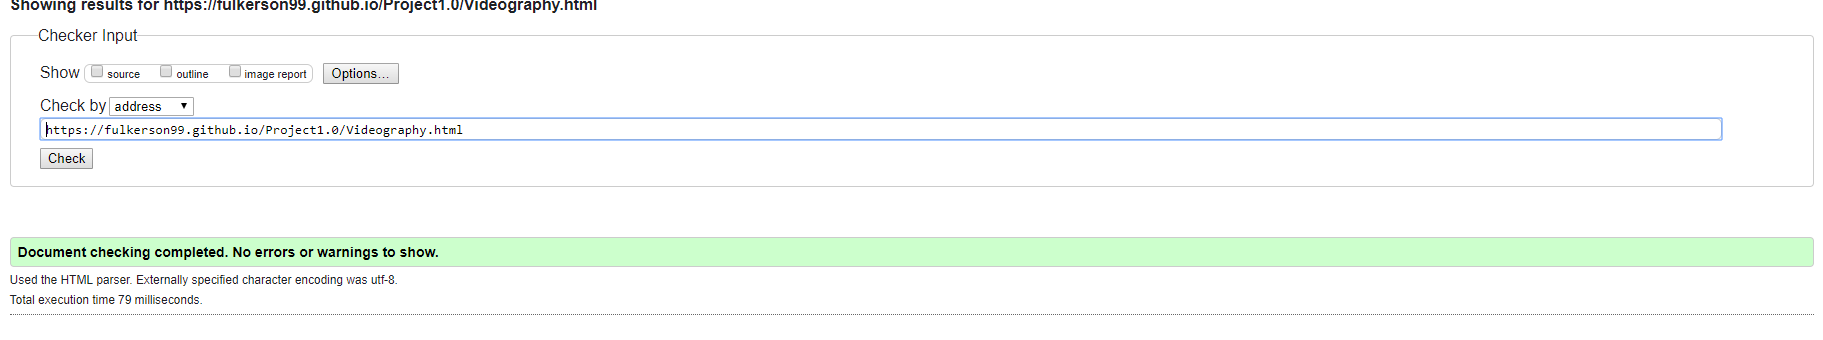 Showing results for https://fulkerson99.github.io/Project1.0/Videography.html
Checker Input
Show source outline image report Options...
Check by address
https://fulkerson99.github.io/Project1.0/Videography.html
Check
Document checking completed. No errors or warnings to show.
Used the HTML parser. Externally specified character encoding was utf-8.
Total execution time 79 milliseconds.